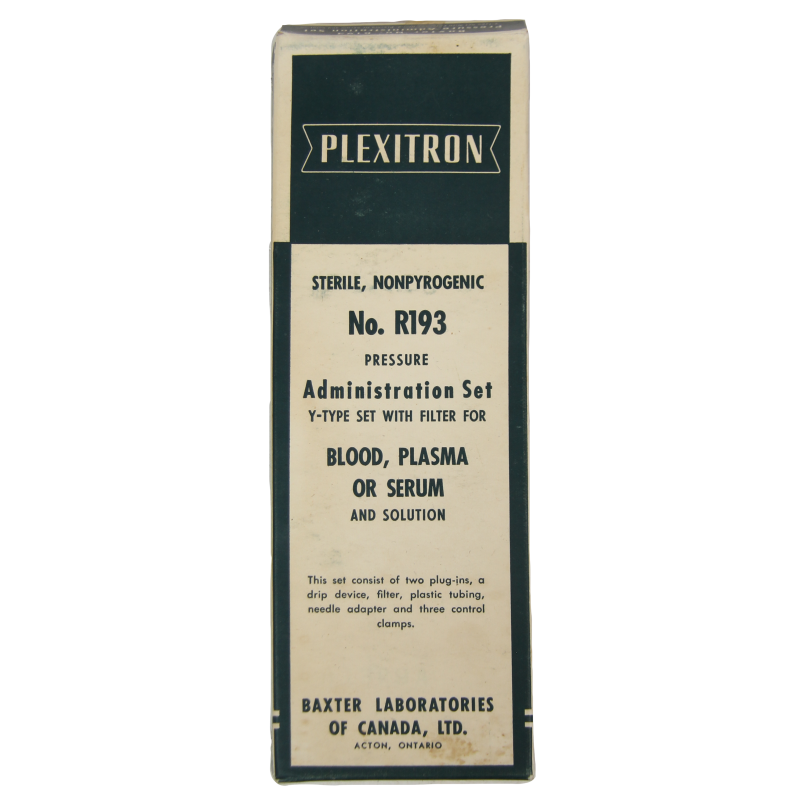 PLEXITRON
STERILE, NONPYROGENIC
No. R193
PRESSURE
Administration Set
Y-TYPE SET WITH FILTER FOR
BLOOD, PLASMA
OR SERUM
AND SOLUTION
This set consist of two plug-ins, a
drip device, filter, plastic tubing,
needle adapter and three control
clamps.
BAXTER LABORATORIES
OF CANADA, LTD.
ACTON, ONTARIO